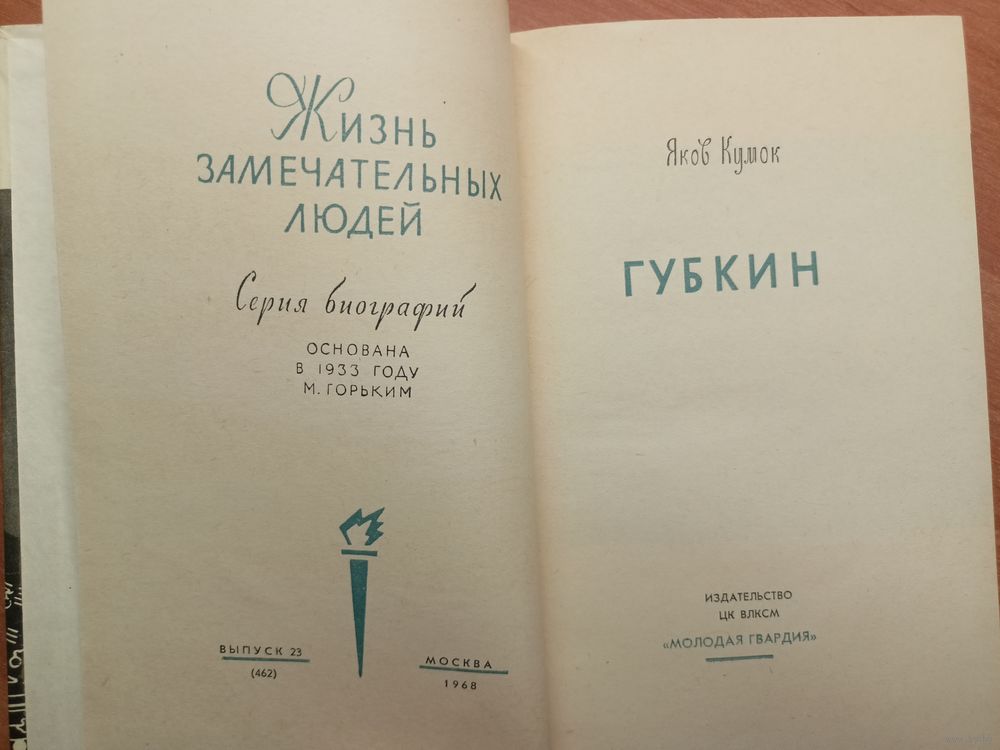 Жизнь
ЗАМЕЧАТЕЛЬНЫХ
ЛЮДЕЙ
Серия биографий
ОСНОВАНА
В 1933 ГОДУ
М. ГОРЬКИМ
ВЫПУСК 23
(462)
МОСКВА
1968
Яков Кумок
ГУБКИН
ИЗДАТЕЛЬСТВО
ЦК ВЛКСМ
«МОЛОДАЯ ГВАРДИЯ»